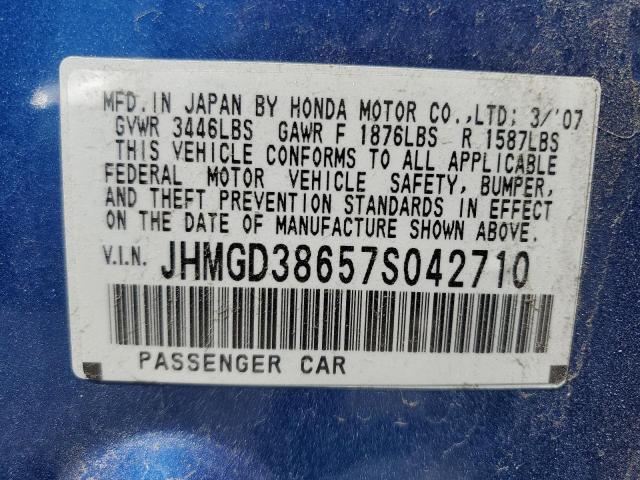 MFD. IN JAPAN BY HONDA MOTOR CO.,LTD; 3/'07
GVWR 3446LBS GAWR F 1876LBS R 1587LBS
THIS VEHICLE CONFORMS TO ALL APPLICABLE
FEDERAL MOTOR VEHICLE SAFETY, BUMPER,
AND THEFT PREVENTION STANDARDS IN EFFECT
ON THE DATE OF MANUFACTURE SHOWN ABOVE.
V.I.N. JHMGD38657S042710
PASSENGER CAR